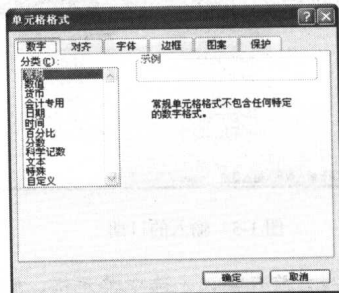 单元格格式
数字 对齐 字体 边框 图案 保护
分类(C):
示例
常规
数值
货币
会计专用
日期
时间
百分比
分数
科学记数
文本
特殊
自定义
常规单元格格式不包含任何特定
的数字格式。
确定 取消